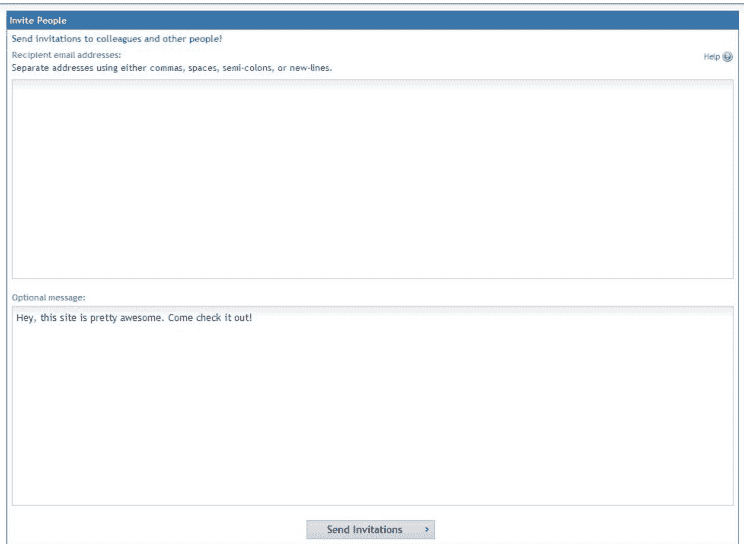 Invite People
Send invitations to colleagues and other people!
Recipient email addresses:
Help
Separate addresses using either commas, spaces, semi-colons, or new-lines.
Optional message:
Hey, this site is pretty awesome. Come check it out!
Send Invitations